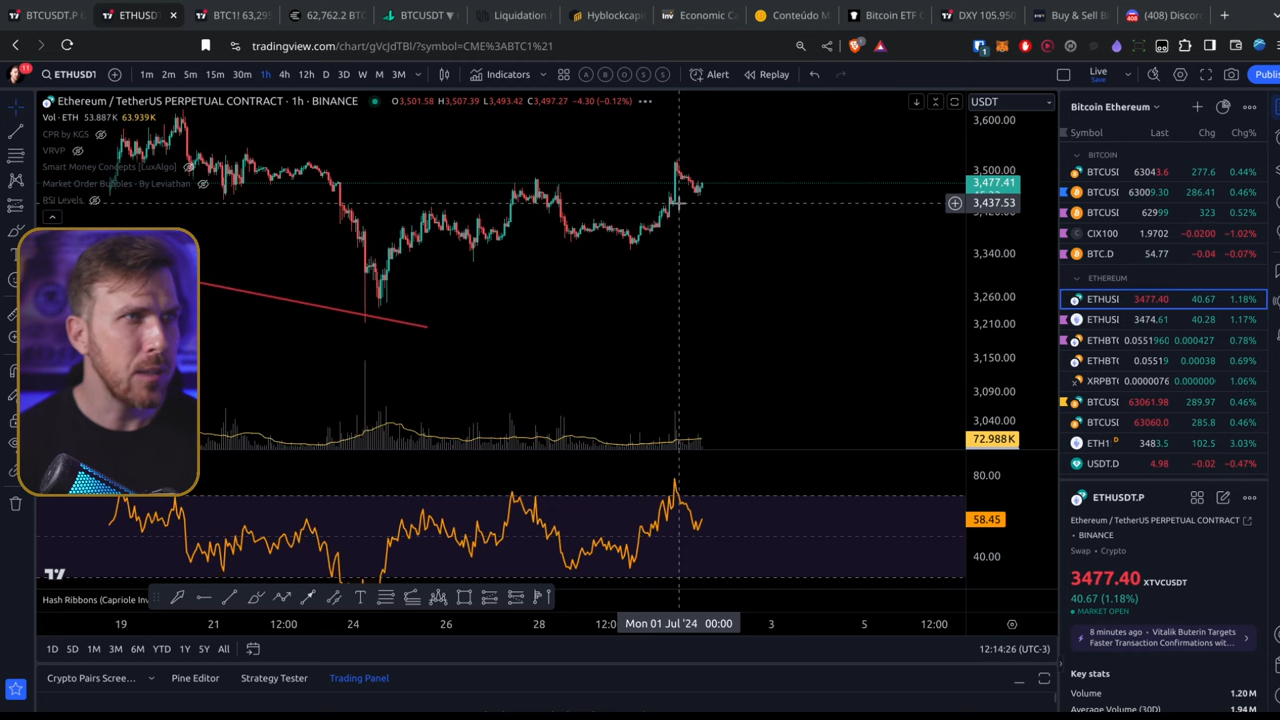 BTCUSDT.P
ETHUSDT
BTC1! 63,295
62,762.2 BTC
BTCUSDT ▼
Liquidation
Hyblockcapi
Economic Ca
Conteúdo M
Bitcoin ETF
DXY 105.950
Buy & Sell Bi
(408) Discor
tradingview.com/chart/gVcJdTBl/?symbol=CME%3ABTC1%21
11
ETHUSDT
1m 2m 5m 15m 30m 1h 4h 12h D 3D W M 3M
Indicators
A B O S S
Alert
Replay
Live
Save
Publis
Ethereum / TetherUS PERPETUAL CONTRACT · 1h · BINANCE
O3,501.58 H3,507.39 L3,493.42 C3,497.27 −4.30 (−0.12%)
Vol · ETH 53.887K 63.939K
CPR by KGS
VRVP
Smart Money Concepts [LuxAlgo]
Market Order Bubbles - By Leviathan
RSI Levels
USDT
3,600.00
3,500.00
3,477.41
3,437.53
3,340.00
3,260.00
3,210.00
3,150.00
3,090.00
3,040.00
72.988K
80.00
58.45
40.00
Hash Ribbons (Capriole Inv
19 21 12:00 24 26 28 12:0 Mon 01 Jul '24 00:00 3 5 12:00
1D 5D 1M 3M 6M YTD 1Y 5Y All
12:14:26 (UTC-3)
Crypto Pairs Scree…
Pine Editor
Strategy Tester
Trading Panel
Bitcoin Ethereum
Symbol Last Chg Chg%
BITCOIN
BTCUSI 63043.6 277.6 0.44%
BTCUSI 63009.30 286.41 0.46%
BTCUSI 62999 323 0.52%
CIX100 1.9702 −0.0200 −1.02%
BTC.D 54.77 −0.04 −0.07%
ETHEREUM
ETHUSI 3477.40 40.67 1.18%
ETHUSI 3474.61 40.28 1.17%
ETHBTC 0.0551960 0.000427 0.78%
ETHBTC 0.05519 0.00038 0.69%
XRPBT 0.0000076 0.000000 1.06%
BTCUSI 63061.98 289.97 0.46%
BTCUSI 63060.0 285.8 0.46%
ETH1 D 3483.5 102.5 3.03%
USDT.D 4.98 −0.02 −0.47%
ETHUSDT.P
Ethereum / TetherUS PERPETUAL CONTRACT
• BINANCE
Swap • Crypto
3477.40 XTVCUSDT
40.67 (1.18%)
MARKET OPEN
8 minutes ago • Vitalik Buterin Targets
Faster Transaction Confirmations wit…
Key stats
Volume 1.20 M
Average Volume (30D) 1.94 M